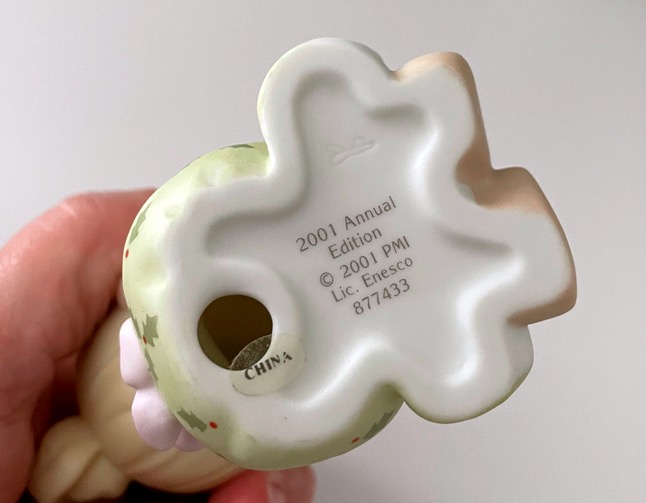 2001 Annual
Edition
© 2001 PMI
Lic. Enesco
877433
CHINA